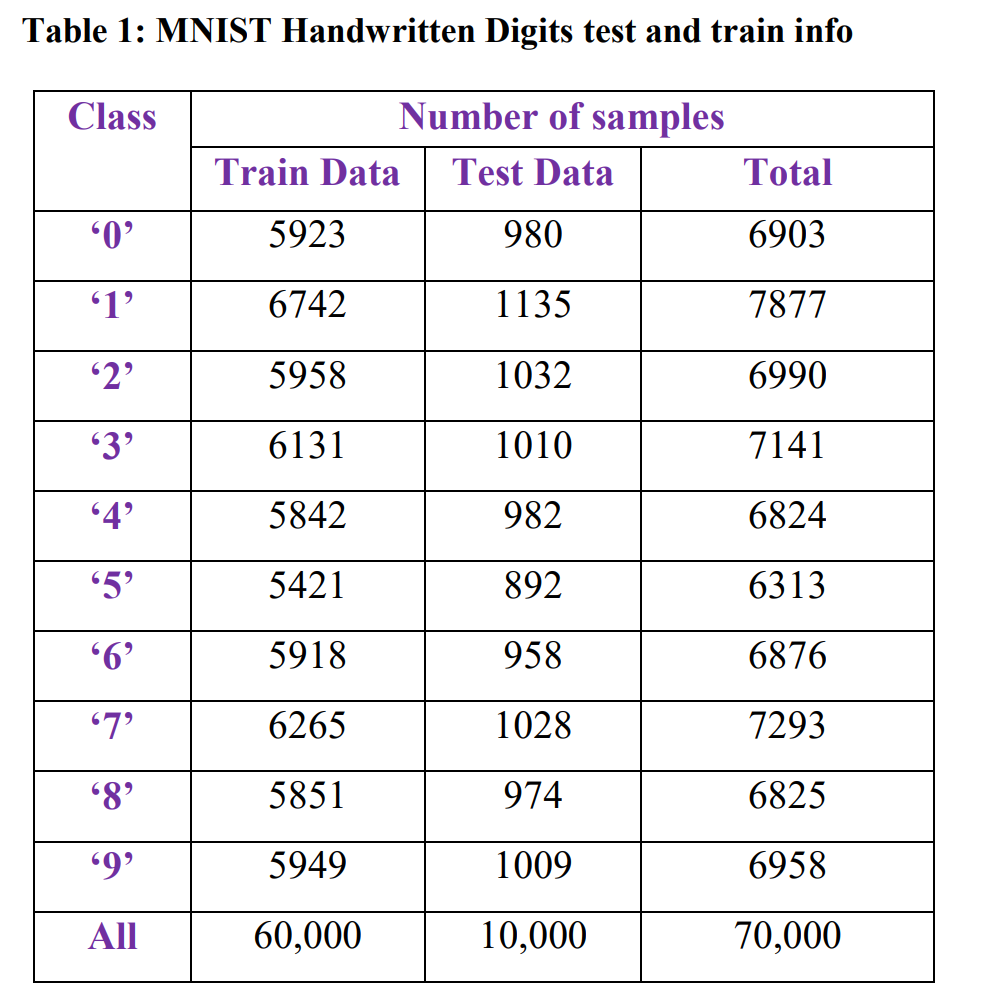 Table 1: MNIST Handwritten Digits test and train info
Class Number of samples
Train Data Test Data Total
‘0’ 5923 980 6903
‘1’ 6742 1135 7877
‘2’ 5958 1032 6990
‘3’ 6131 1010 7141
‘4’ 5842 982 6824
‘5’ 5421 892 6313
‘6’ 5918 958 6876
‘7’ 6265 1028 7293
‘8’ 5851 974 6825
‘9’ 5949 1009 6958
All 60,000 10,000 70,000